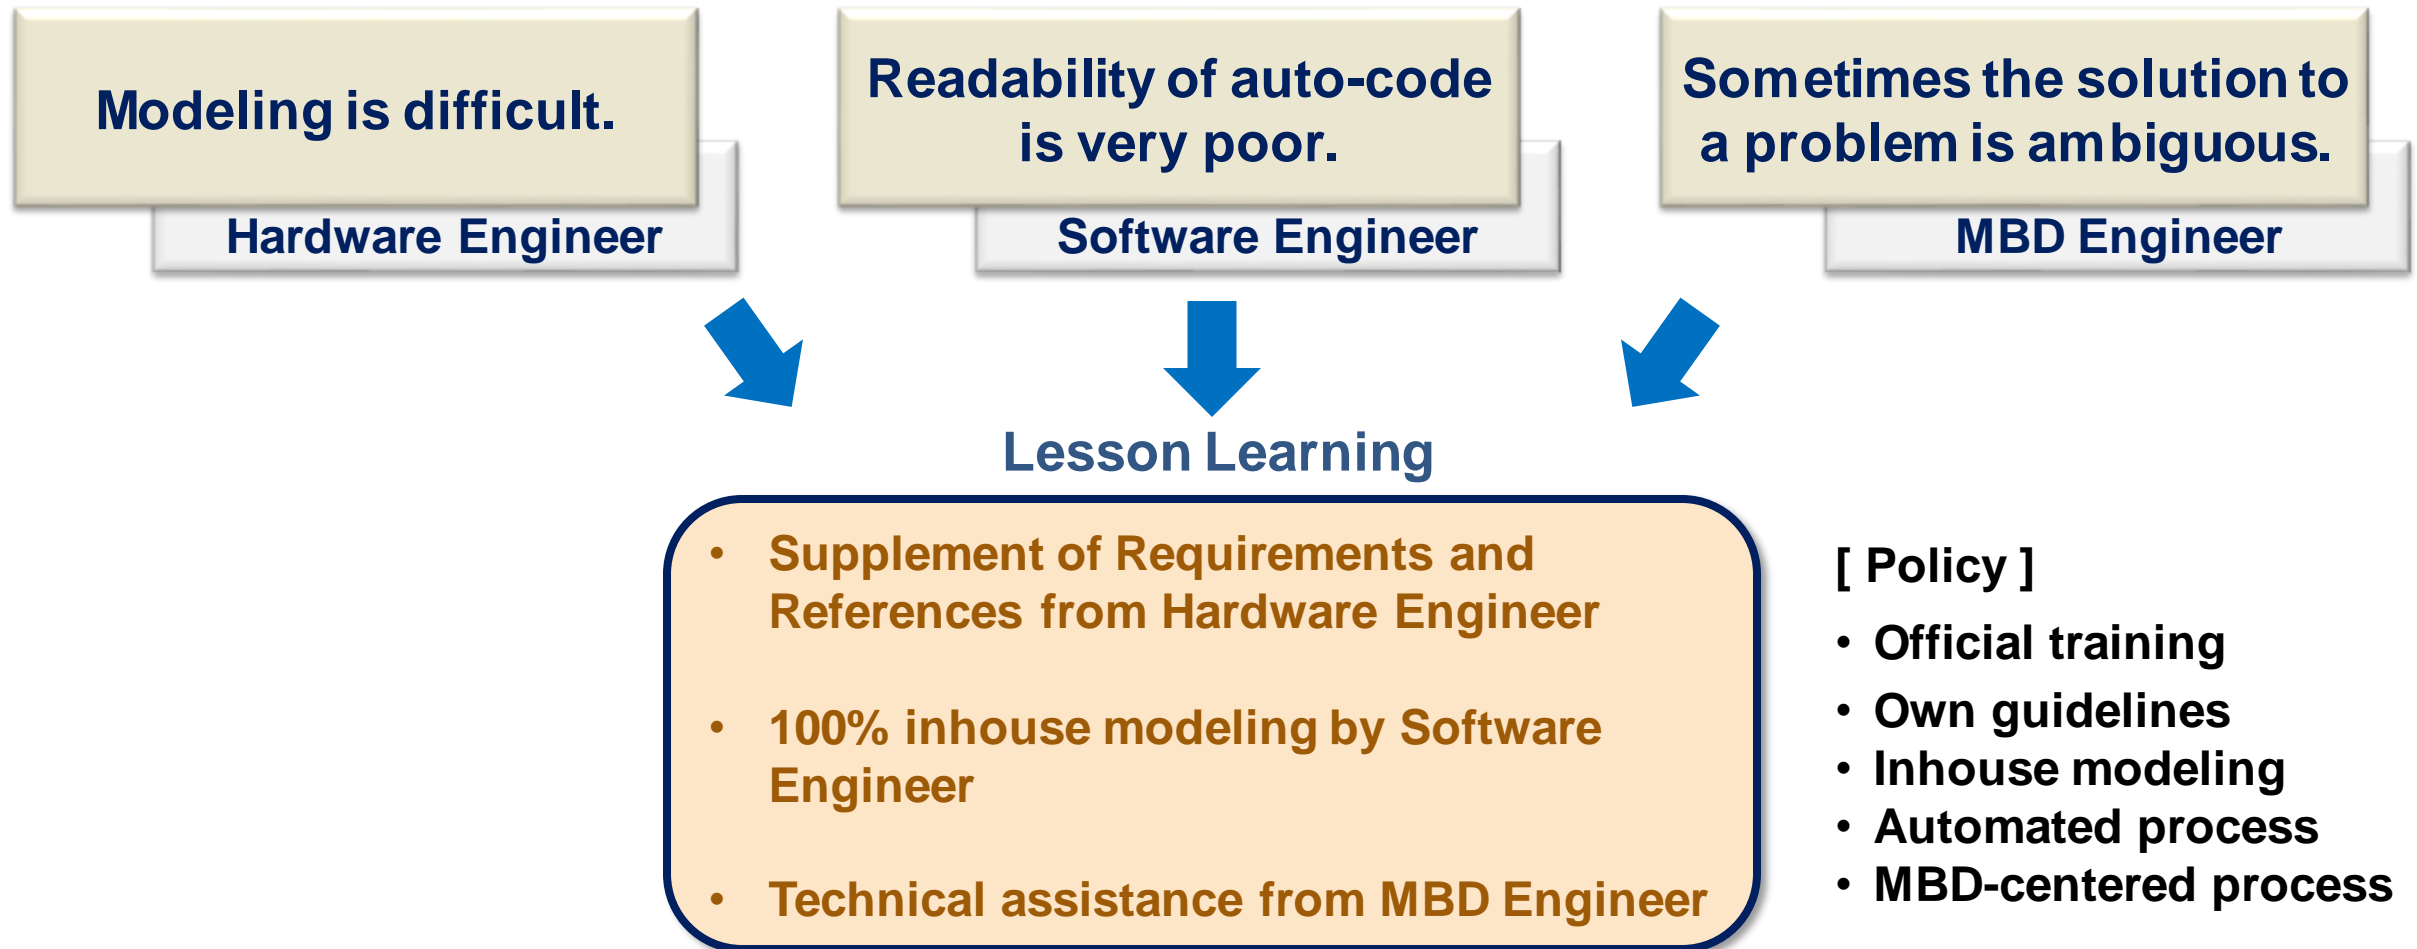 Modeling is difficult.
Hardware Engineer
Readability of auto-code
is very poor.
Software Engineer
Sometimes the solution to
a problem is ambiguous.
MBD Engineer
Lesson Learning
• Supplement of Requirements and
References from Hardware Engineer
• 100% inhouse modeling by Software
Engineer
• Technical assistance from MBD Engineer
[ Policy ]
• Official training
• Own guidelines
• Inhouse modeling
• Automated process
• MBD-centered process